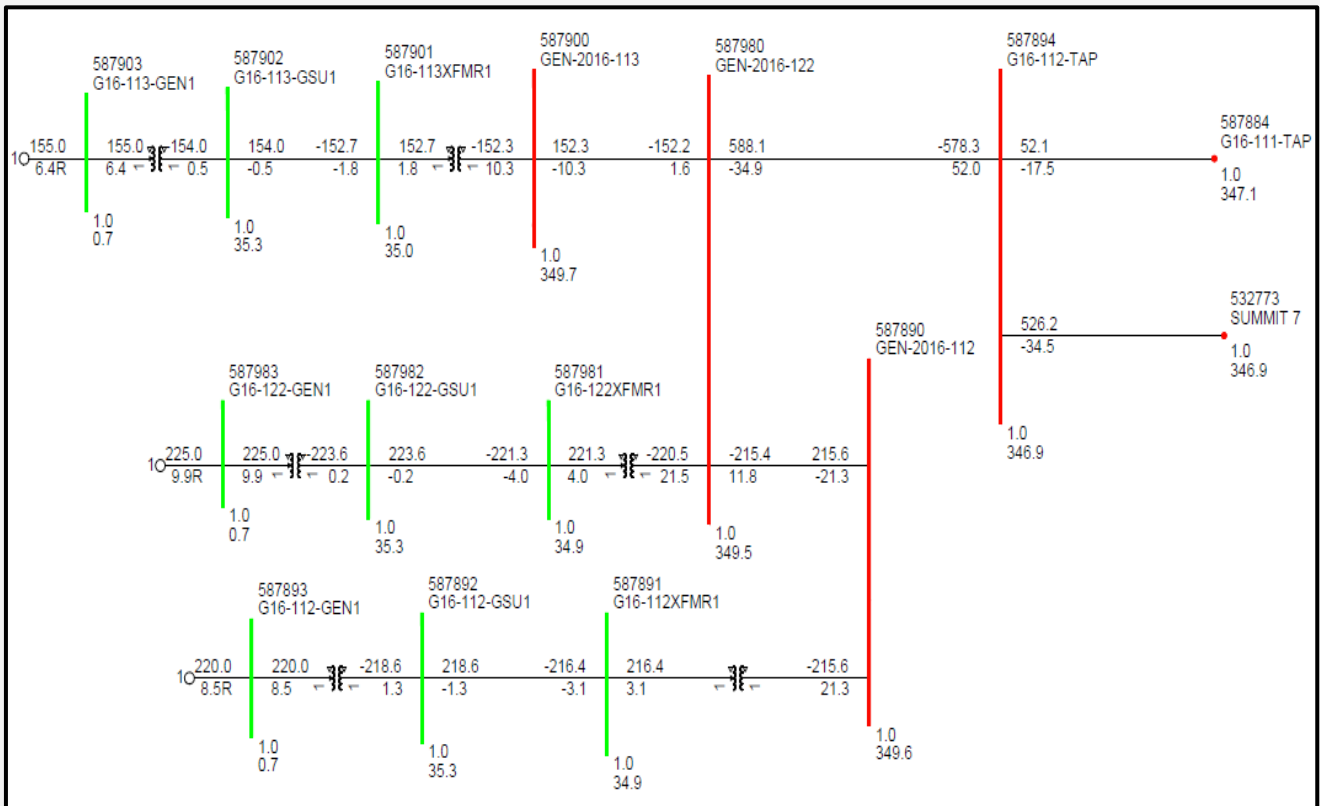 587903
G16-113-GEN1
587902
G16-113-GSU1
587901
G16-113XFMR1
587900
GEN-2016-113
587980
GEN-2016-122
587894
G16-112-TAP
587884
G16-111-TAP
1 155.0 155.0 -154.0 154.0 -152.7 152.7 -152.3 152.3 -152.2 588.1 -578.3 52.1
6.4R 6.4 0.5 -0.5 -1.8 1.8 10.3 -10.3 1.6 -34.9 52.0 -17.5
1.0
347.1
1.0
0.7
1.0
35.3
1.0
35.0
1.0
349.7
532773
SUMMIT 7
526.2
-34.5
1.0
346.9
587890
GEN-2016-112
587983
G16-122-GEN1
587982
G16-122-GSU1
587981
G16-122XFMR1
1.0
346.9
1 225.0 225.0 -223.6 223.6 -221.3 221.3 -220.5 -215.4 215.6
9.9R 9.9 0.2 -0.2 -4.0 4.0 21.5 11.8 -21.3
1.0
0.7
1.0
35.3
1.0
34.9
1.0
349.5
587893
G16-112-GEN1
587892
G16-112-GSU1
587891
G16-112XFMR1
1 220.0 220.0 -218.6 218.6 -216.4 216.4 -215.6
8.5R 8.5 1.3 -1.3 -3.1 3.1 21.3
1.0
0.7
1.0
35.3
1.0
34.9
1.0
349.6